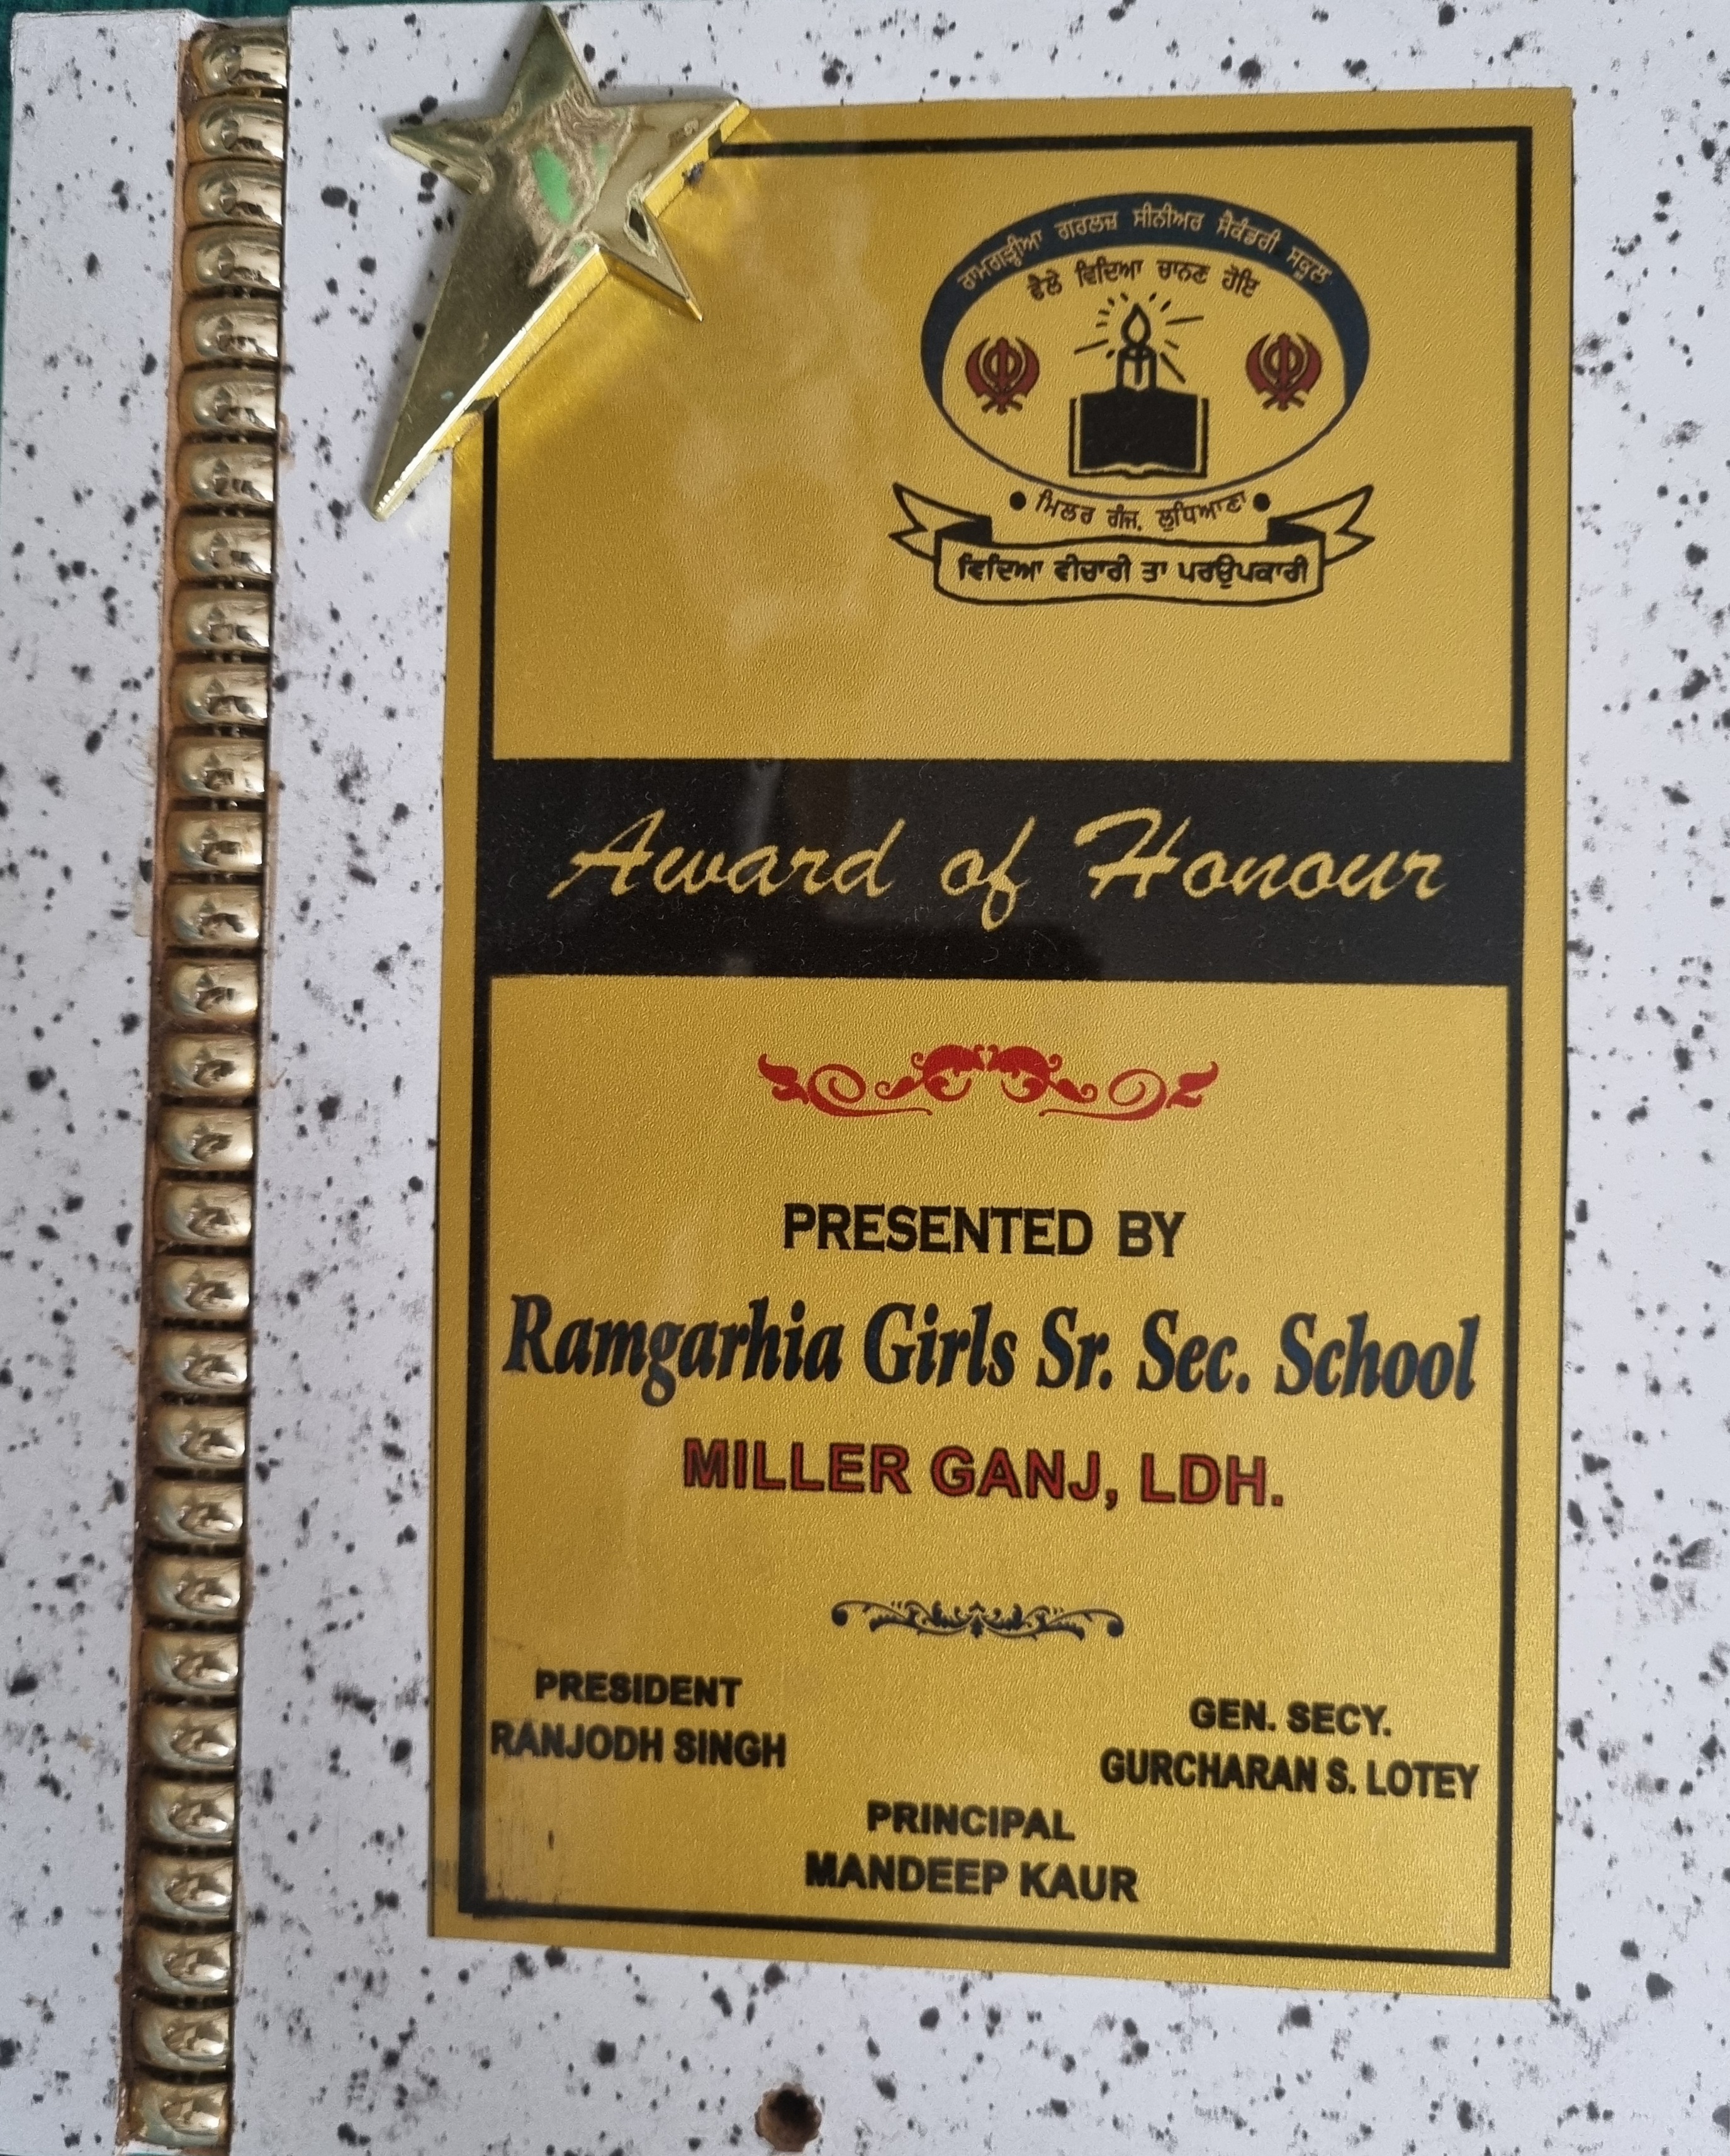 ਰਾਮਗੜ੍ਹੀਆ ਗਰਲਜ਼ ਸੀਨੀਅਰ ਸੈਕੰਡਰੀ ਸਕੂਲ
ਫੈਲੇ ਵਿਦਿਆ ਚਾਨਣ ਹੋਇ
ਮਿਲਰ ਗੰਜ, ਲੁਧਿਆਣਾ
ਵਿਦਿਆ ਵੀਚਾਰੀ ਤਾ ਪਰਉਪਕਾਰੀ
Award of Honour
PRESENTED BY
Ramgarhia Girls Sr. Sec. School
MILLER GANJ, LDH.
PRESIDENT
RANJODH SINGH
GEN. SECY.
GURCHARAN S. LOTEY
PRINCIPAL
MANDEEP KAUR